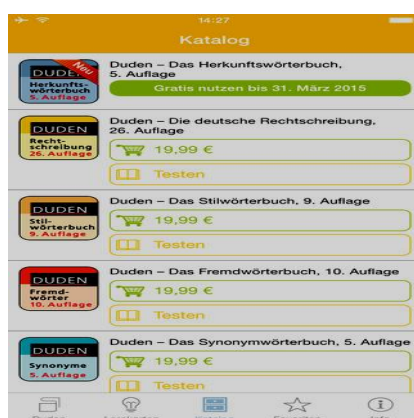 14:27
Katalog
DUDEN
Neu
Herkunfts-
wörterbuch
5. Auflage
Duden – Das Herkunftswörterbuch,
5. Auflage
Gratis nutzen bis 31. März 2015
DUDEN
Recht-
schreibung
26. Auflage
Duden – Die deutsche Rechtschreibung,
26. Auflage
19,99 €
Testen
DUDEN
Stil-
wörterbuch
9. Auflage
Duden – Das Stilwörterbuch, 9. Auflage
19,99 €
Testen
DUDEN
Fremd-
wörter
10. Auflage
Duden – Das Fremdwörterbuch, 10. Auflage
19,99 €
Testen
DUDEN
Synonyme
5. Auflage
Duden – Das Synonymwörterbuch, 5. Auflage
19,99 €
Testen